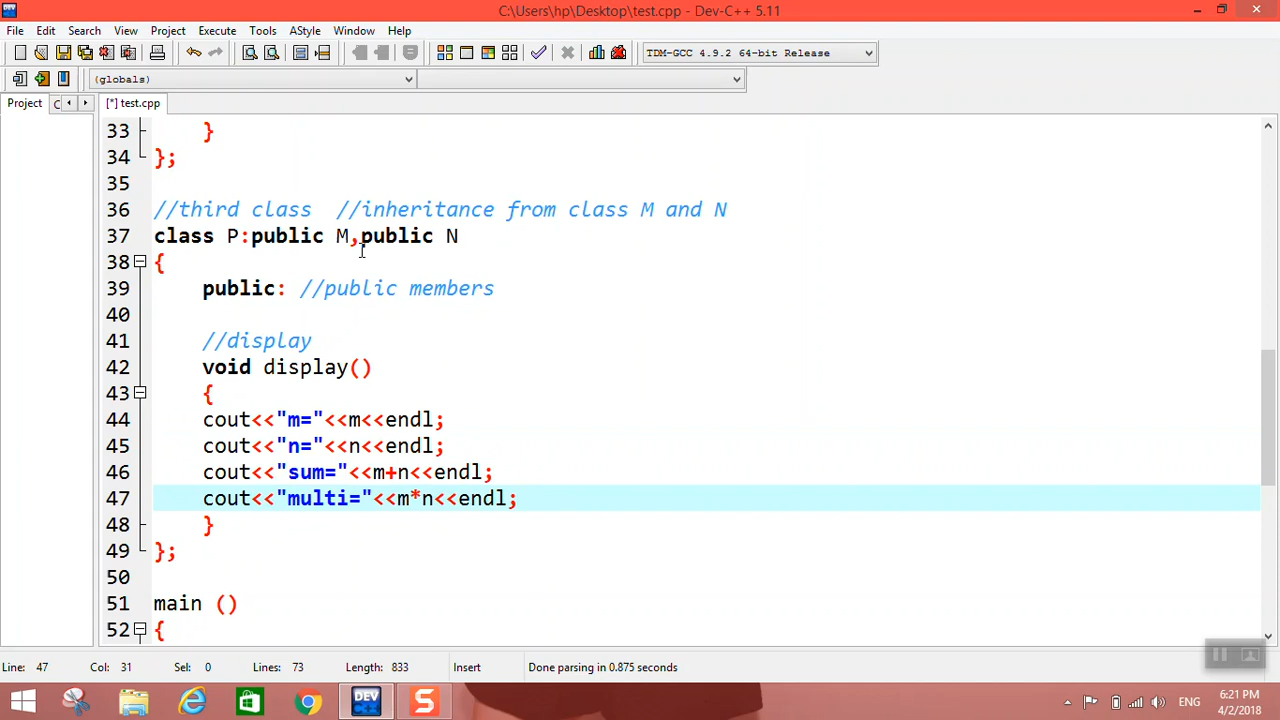 C:\Users\hp\Desktop\test.cpp - Dev-C++ 5.11
File Edit Search View Project Execute Tools AStyle Window Help
TDM-GCC 4.9.2 64-bit Release
(globals)
Project C [*] test.cpp
33 }
34 };
35
36 //third class //inheritance from class M and N
37 class P:public M,public N
38 {
39 public: //public members
40
41 //display
42 void display()
43 {
44 cout<<"m="<<m<<endl;
45 cout<<"n="<<n<<endl;
46 cout<<"sum="<<m+n<<endl;
47 cout<<"multi="<<m*n<<endl;
48 }
49 };
50
51 main ()
52 {
Line: 47 Col: 31 Sel: 0 Lines: 73 Length: 833 Insert Done parsing in 0.875 seconds
DEV S ENG 6:21 PM
4/2/2018